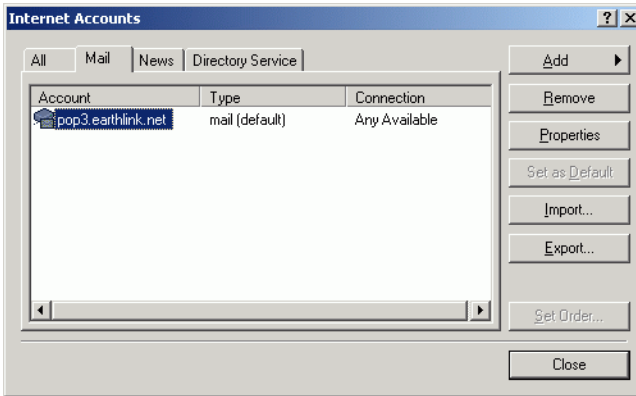 Internet Accounts
All Mail News Directory Service
Account Type Connection
pop3.earthlink.net mail (default) Any Available
Add
Remove
Properties
Set as Default
Import...
Export...
Set Order...
Close